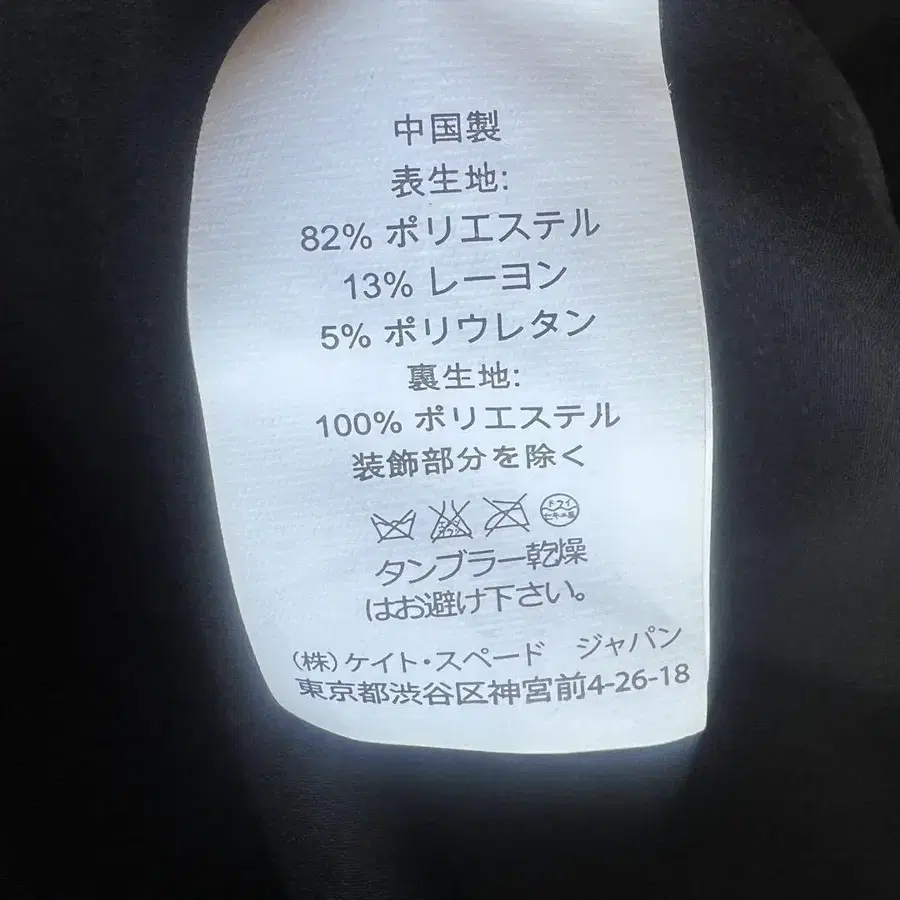 中国製
表生地:
82% ポリエステル
13% レーヨン
5% ポリウレタン
裏生地:
100% ポリエステル
装飾部分を除く
ドライ
タンブラー乾燥
はお避け下さい。
(株)ケイト・スペード ジャパン
東京都渋谷区神宮前4-26-18